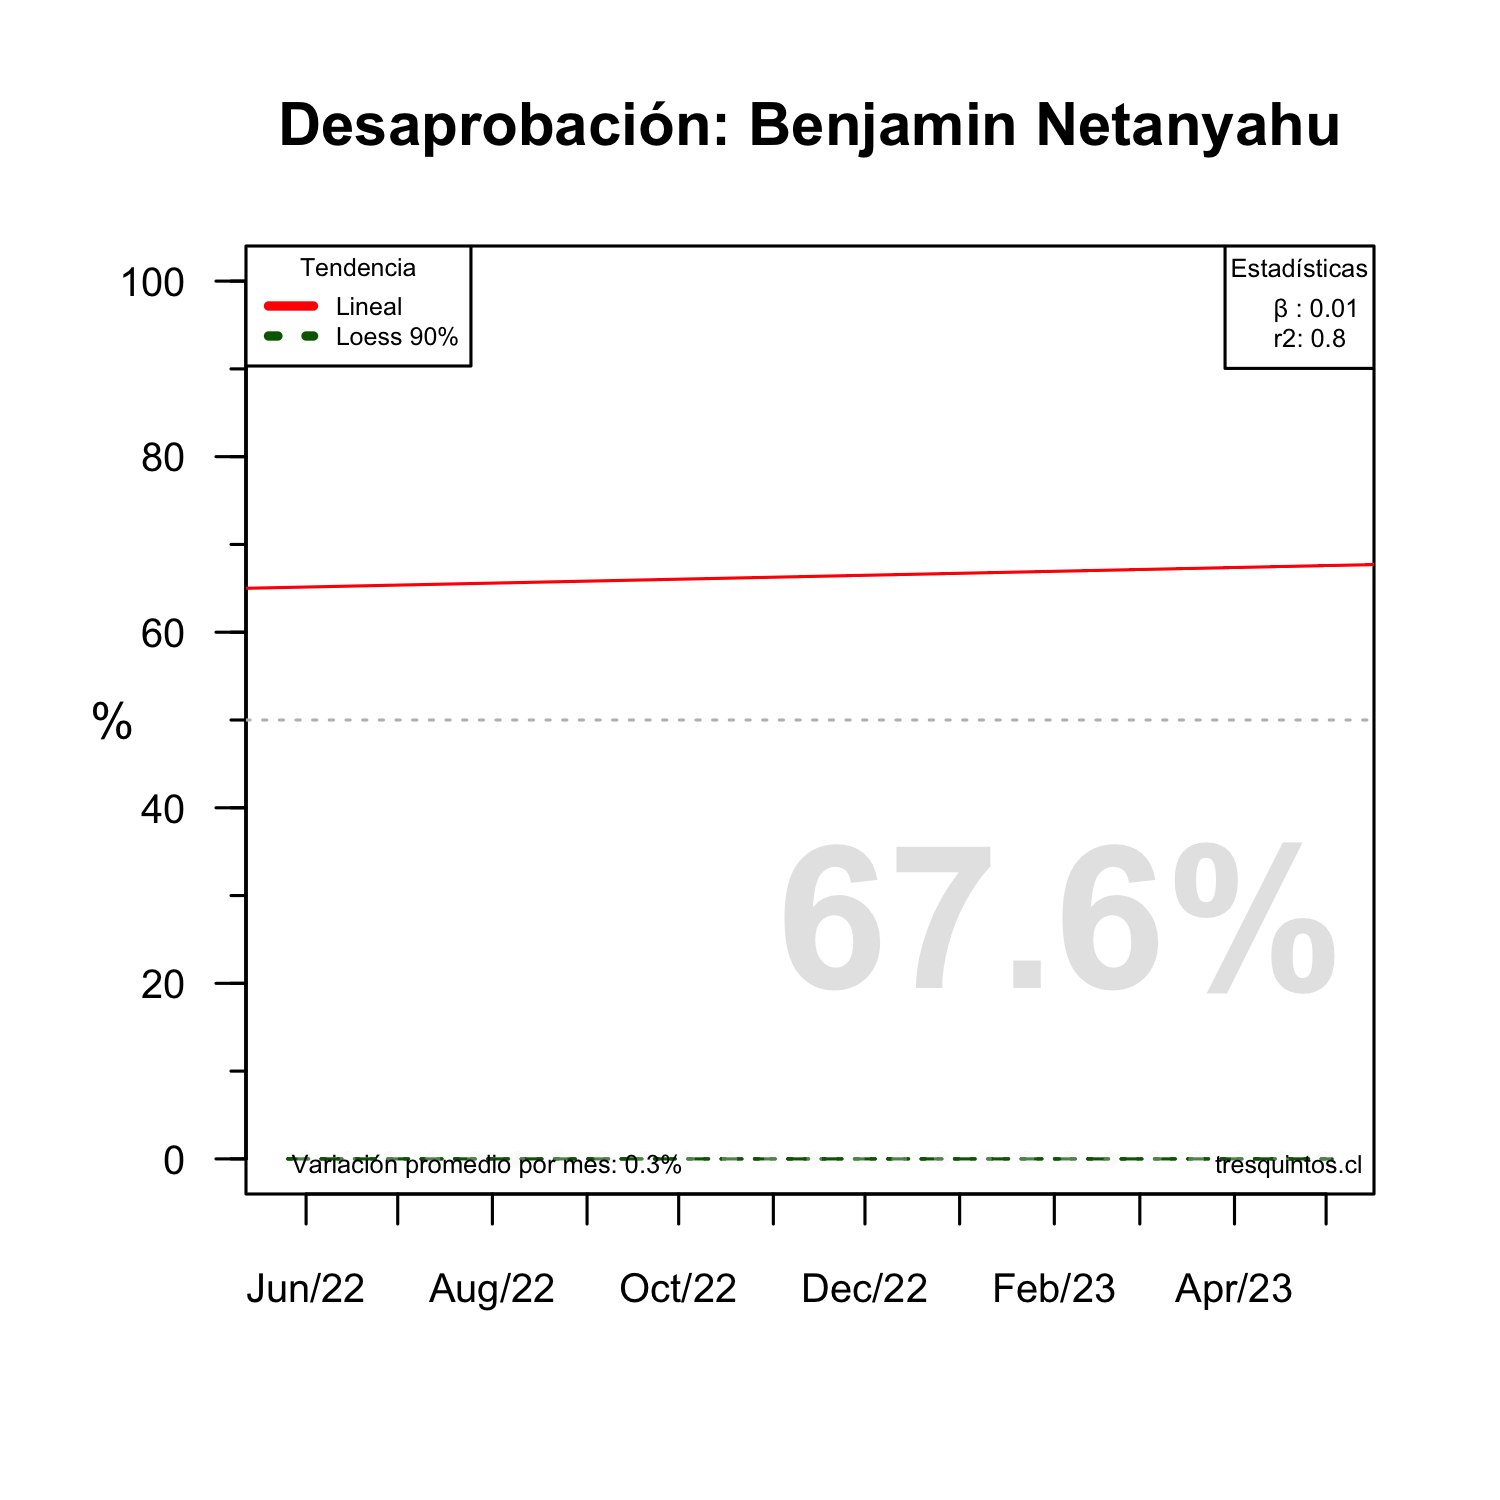 Desaprobación: Benjamin Netanyahu
Tendencia
Lineal
Loess 90%
Estadísticas
β : 0.01
r2: 0.8
100
80
60
%
40
20
0
67.6%
Variación promedio por mes: 0.3%
tresquintos.cl
Jun/22 Aug/22 Oct/22 Dec/22 Feb/23 Apr/23